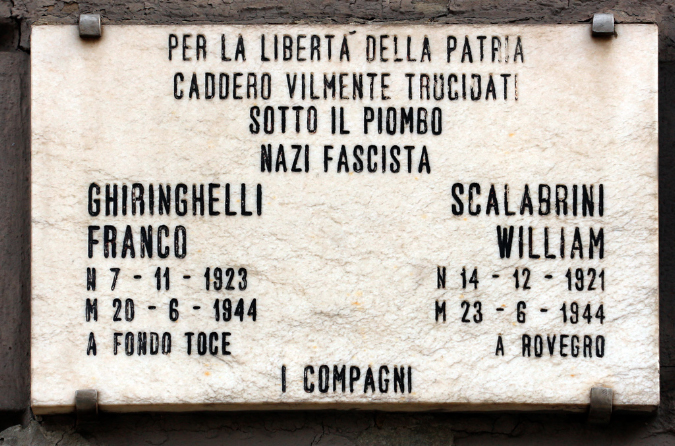 PER LA LIBERTÀ DELLA PATRIA
CADDERO VILMENTE TRUCIDATI
SOTTO IL PIOMBO
NAZI FASCISTA
GHIRINGHELLI
FRANCO
N 7 - 11 - 1923
M 20 - 6 - 1944
A FONDO TOCE
SCALABRINI
WILLIAM
N 14 - 12 - 1921
M 23 - 6 - 1944
A ROVEGRO
I COMPAGNI